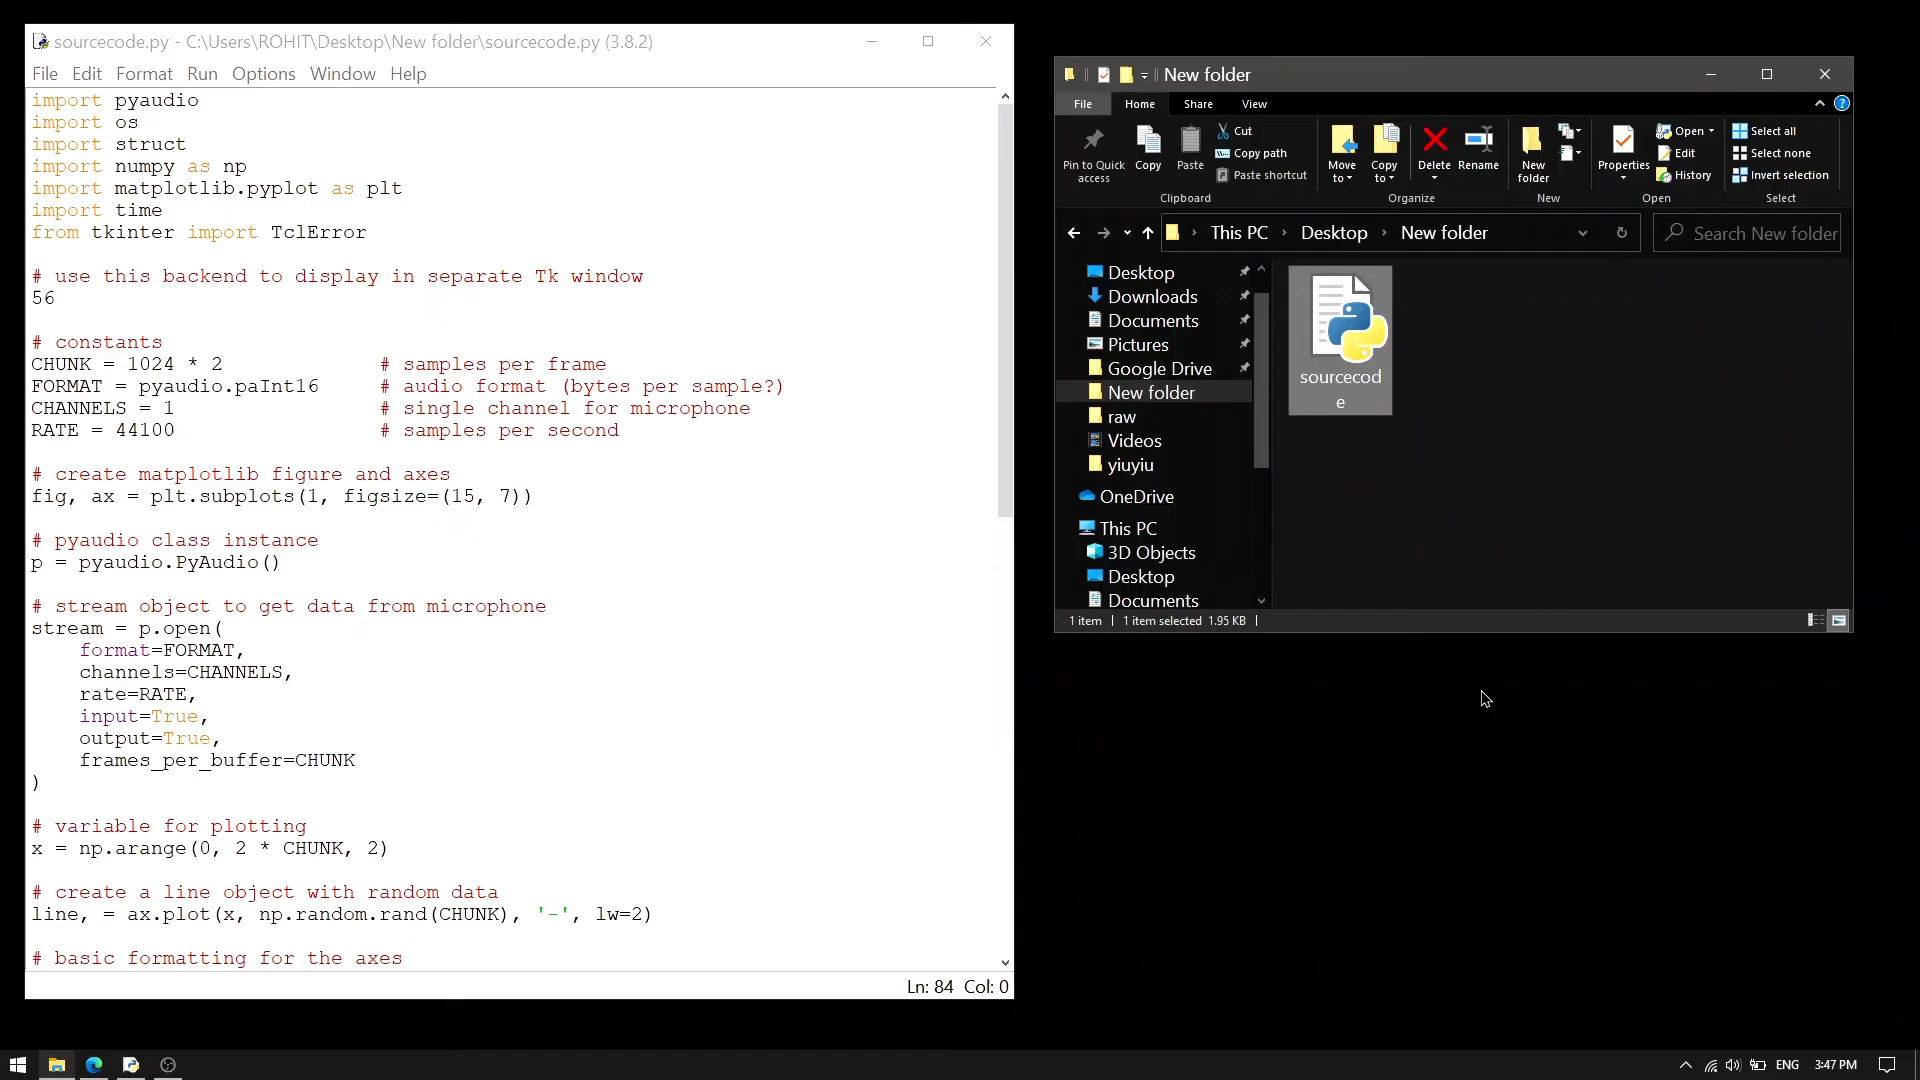 sourcecode.py - C:\Users\ROHIT\Desktop\New folder\sourcecode.py (3.8.2)
File Edit Format Run Options Window Help
import pyaudio
import os
import struct
import numpy as np
import matplotlib.pyplot as plt
import time
from tkinter import TclError
# use this backend to display in separate Tk window
56
# constants
CHUNK = 1024 * 2             # samples per frame
FORMAT = pyaudio.paInt16     # audio format (bytes per sample?)
CHANNELS = 1                 # single channel for microphone
RATE = 44100                 # samples per second
# create matplotlib figure and axes
fig, ax = plt.subplots(1, figsize=(15, 7))
# pyaudio class instance
p = pyaudio.PyAudio()
# stream object to get data from microphone
stream = p.open(
    format=FORMAT,
    channels=CHANNELS,
    rate=RATE,
    input=True,
    output=True,
    frames_per_buffer=CHUNK
)
# variable for plotting
x = np.arange(0, 2 * CHUNK, 2)
# create a line object with random data
line, = ax.plot(x, np.random.rand(CHUNK), '-', lw=2)
# basic formatting for the axes
Ln: 84 Col: 0
New folder
File Home Share View
Pin to Quick access
Copy
Paste
Cut
Copy path
Paste shortcut
Clipboard
Move to
Copy to
Delete
Rename
Organize
New folder
New
Properties
Open
Edit
History
Open
Select all
Select none
Invert selection
Select
This PC > Desktop > New folder
Search New folder
Desktop
Downloads
Documents
Pictures
Google Drive
New folder
raw
Videos
yiuyiu
OneDrive
This PC
3D Objects
Desktop
Documents
sourcecod
e
1 item | 1 item selected 1.95 KB |
ENG 3:47 PM